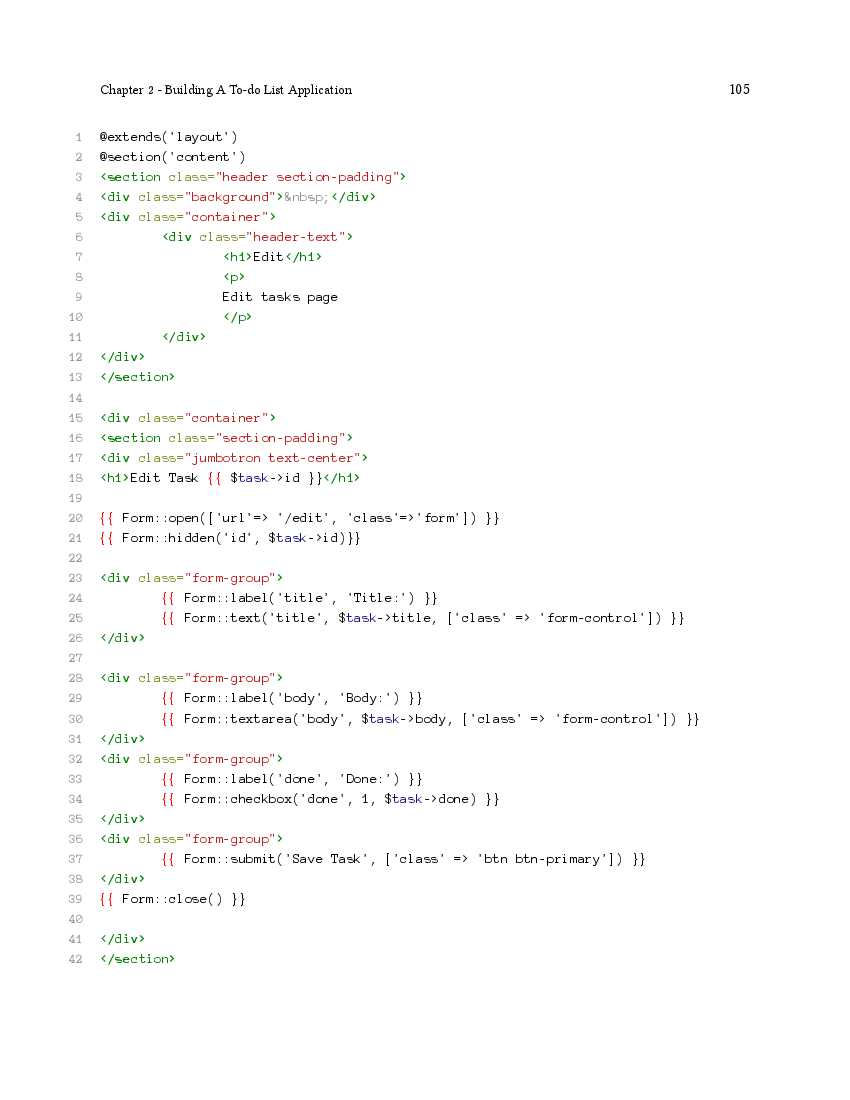 Chapter 2 - Building A To-do List Application 105
1 @extends('layout')
2 @section('content')
3 <section class="header section-padding">
4 <div class="background">&nbsp;</div>
5 <div class="container">
6         <div class="header-text">
7                 <h1>Edit</h1>
8                 <p>
9                 Edit tasks page
10                 </p>
11         </div>
12 </div>
13 </section>
14
15 <div class="container">
16 <section class="section-padding">
17 <div class="jumbotron text-center">
18 <h1>Edit Task {{ $task->id }}</h1>
19
20 {{ Form::open(['url'=> '/edit', 'class'=>'form']) }}
21 {{ Form::hidden('id', $task->id)}}
22
23 <div class="form-group">
24         {{ Form::label('title', 'Title:') }}
25         {{ Form::text('title', $task->title, ['class' => 'form-control']) }}
26 </div>
27
28 <div class="form-group">
29         {{ Form::label('body', 'Body:') }}
30         {{ Form::textarea('body', $task->body, ['class' => 'form-control']) }}
31 </div>
32 <div class="form-group">
33         {{ Form::label('done', 'Done:') }}
34         {{ Form::checkbox('done', 1, $task->done) }}
35 </div>
36 <div class="form-group">
37         {{ Form::submit('Save Task', ['class' => 'btn btn-primary']) }}
38 </div>
39 {{ Form::close() }}
40
41 </div>
42 </section>